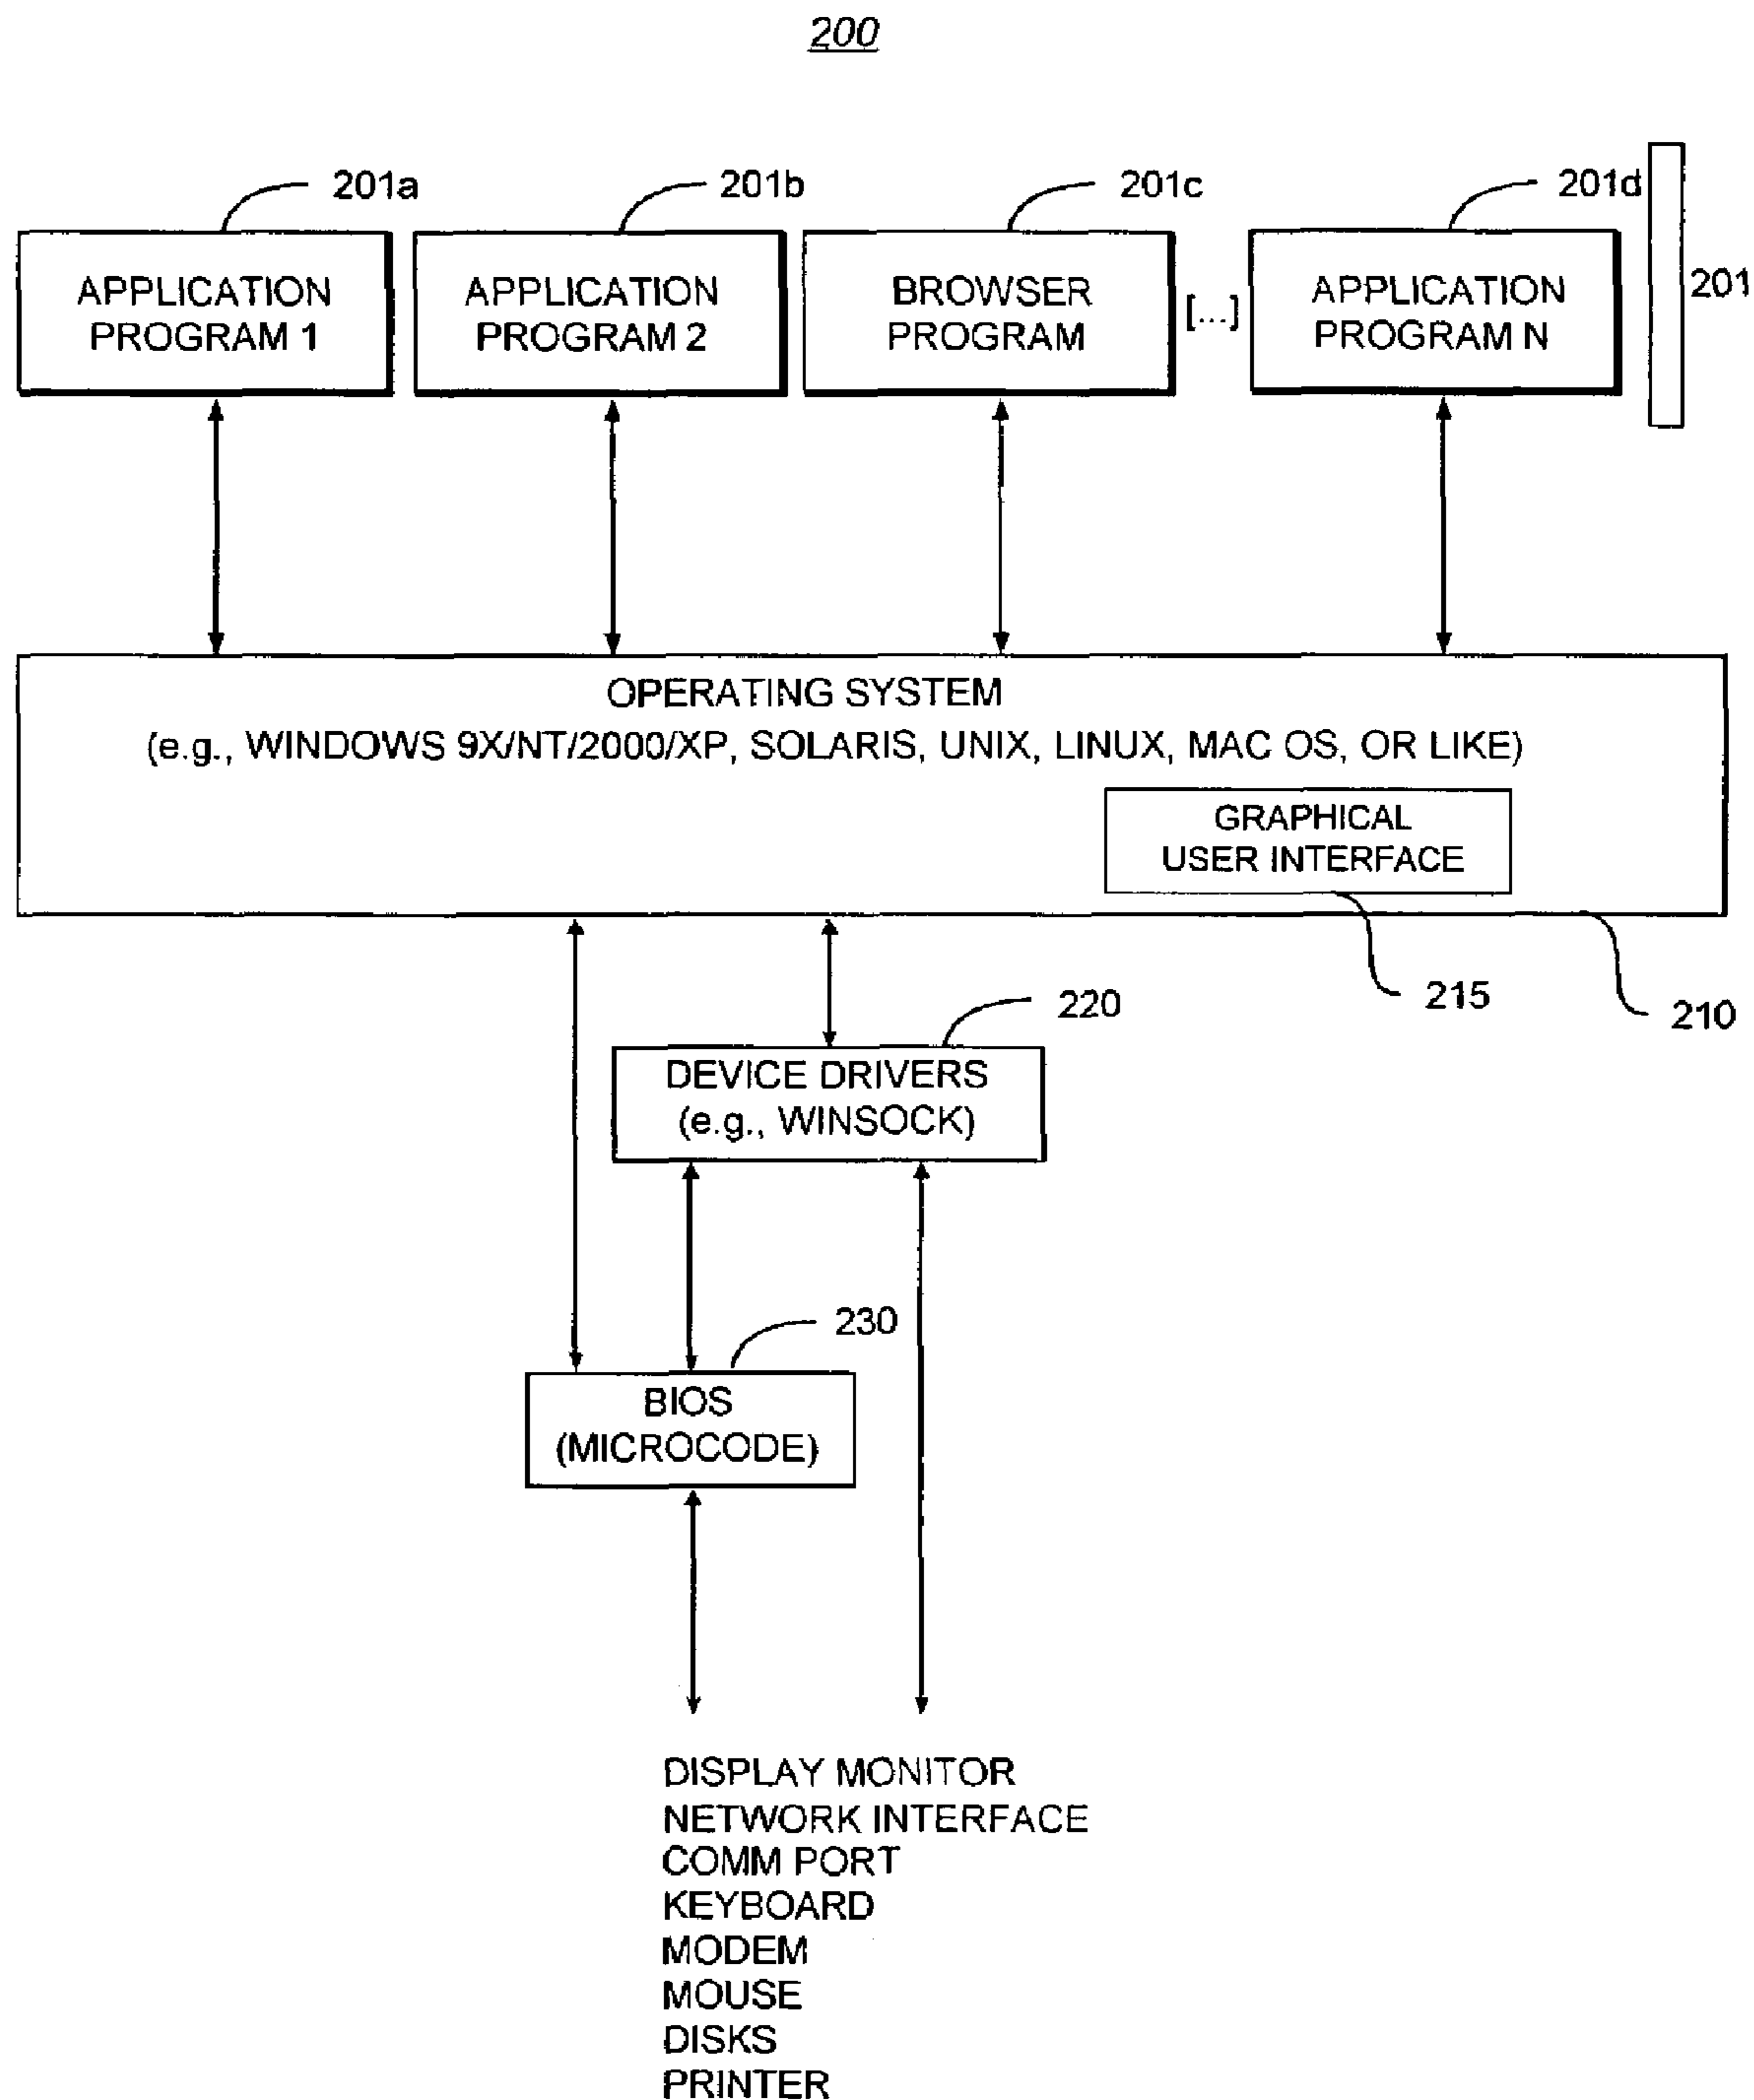 200
201a
201b
201c
201d
201
APPLICATION
PROGRAM 1
APPLICATION
PROGRAM 2
BROWSER
PROGRAM
[...]
APPLICATION
PROGRAM N
OPERATING SYSTEM
(e.g., WINDOWS 9X/NT/2000/XP, SOLARIS, UNIX, LINUX, MAC OS, OR LIKE)
GRAPHICAL
USER INTERFACE
215
210
220
DEVICE DRIVERS
(e.g., WINSOCK)
230
BIOS
(MICROCODE)
DISPLAY MONITOR
NETWORK INTERFACE
COMM PORT
KEYBOARD
MODEM
MOUSE
DISKS
PRINTER